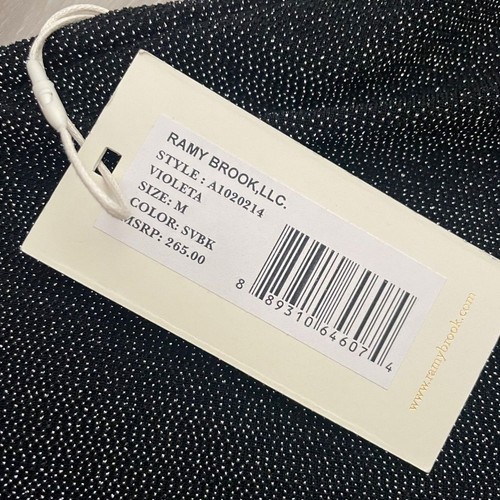 RAMY BROOK,LLC.
STYLE : A1020214
VIOLETA
SIZE: M
COLOR: SVBK
MSRP: 265.00
8 89310 64607 4
www.ramybrook.com